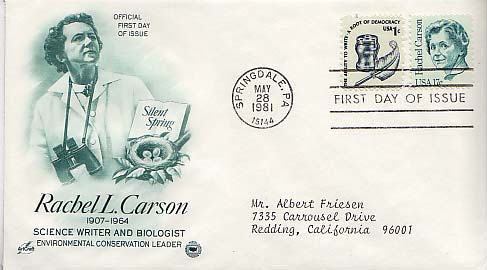 OFFICIAL
FIRST DAY
OF ISSUE
Silent
Spring
Rachel L. Carson
1907-1964
SCIENCE WRITER AND BIOLOGIST
ENVIRONMENTAL CONSERVATION LEADER
ArtCraft
THE ABILITY TO WRITE A ROOT OF DEMOCRACY
USA 1c
Rachel Carson
USA 17c
SPRINGDALE, PA
MAY
28
1981
15144
FIRST DAY OF ISSUE
Mr. Albert Friesen
7335 Carrousel Drive
Redding, California 96001